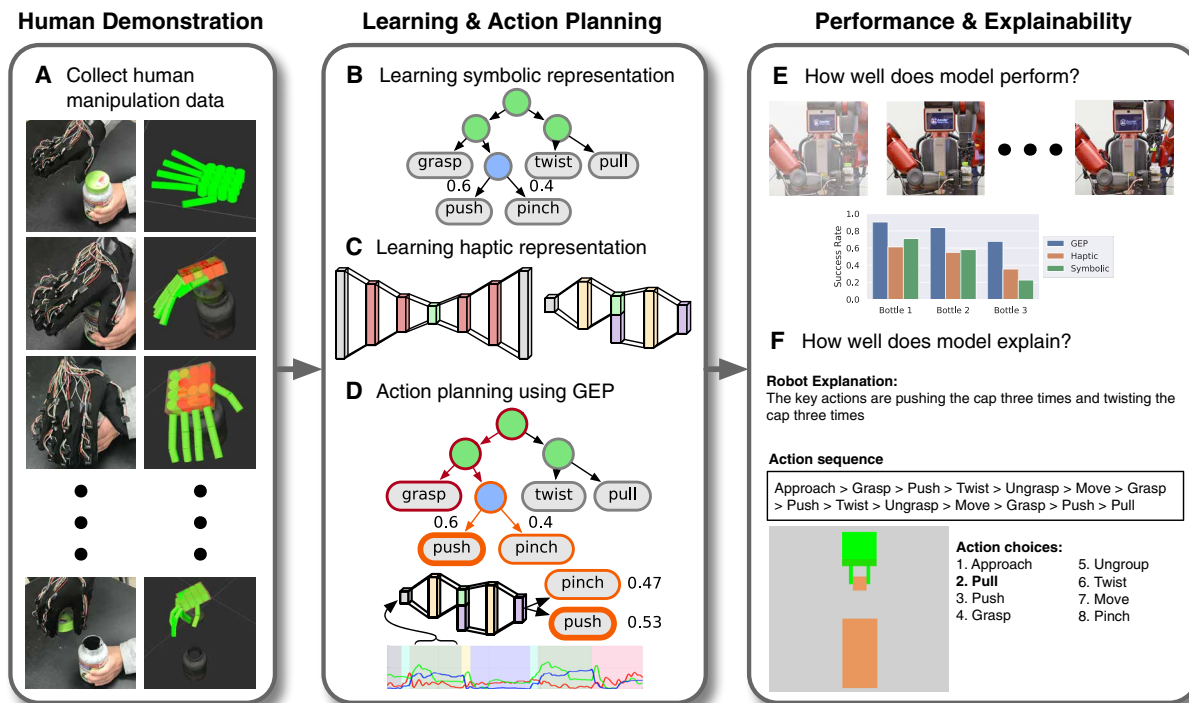 Human Demonstration
Learning & Action Planning
Performance & Explainability
A Collect human
manipulation data
B Learning symbolic representation
grasp
twist
pull
0.6
0.4
push
pinch
C Learning haptic representation
D Action planning using GEP
grasp
twist
pull
0.6
0.4
push
pinch
pinch 0.47
push 0.53
E How well does model perform?
1.0
0.8
0.6
0.4
0.2
0.0
Success Rate
Bottle 1
Bottle 2
Bottle 3
GEP
Haptic
Symbolic
F How well does model explain?
Robot Explanation:
The key actions are pushing the cap three times and twisting the
cap three times
Action sequence
Approach > Grasp > Push > Twist > Ungrasp > Move > Grasp
> Push > Twist > Ungrasp > Move > Grasp > Push > Pull
Action choices:
1. Approach
2. Pull
3. Push
4. Grasp
5. Ungroup
6. Twist
7. Move
8. Pinch